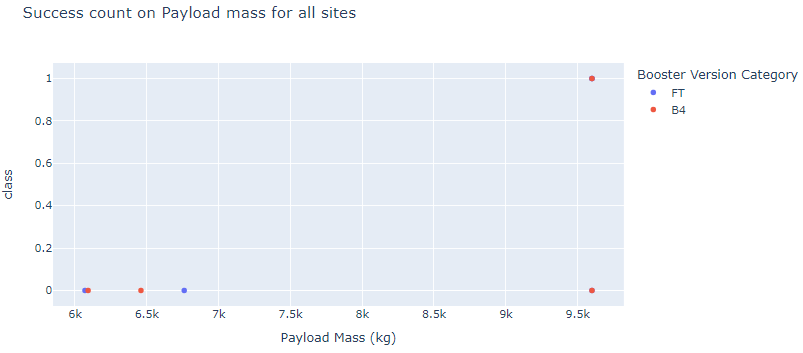 Success count on Payload mass for all sites
Booster Version Category
FT
B4
1
0.8
0.6
0.4
0.2
0
class
6k 6.5k 7k 7.5k 8k 8.5k 9k 9.5k
Payload Mass (kg)